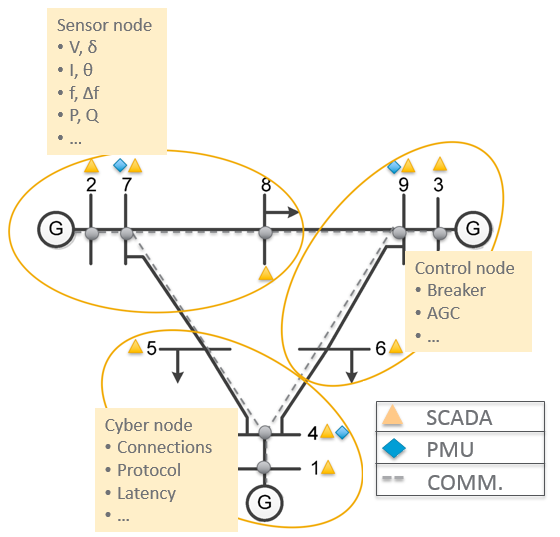 Sensor node
• V, δ
• I, θ
• f, Δf
• P, Q
• ...
2 7 8 9 3
G G
Control node
• Breaker
• AGC
• ...
5 6
Cyber node
• Connections
• Protocol
• Latency
• ...
4
1
G
SCADA
PMU
COMM.